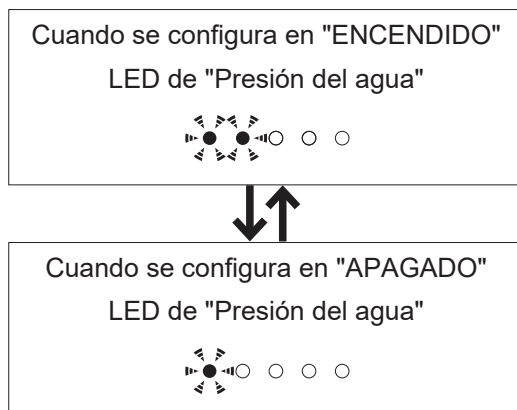 Cuando se configura en "ENCENDIDO"
LED de "Presión del agua"
Cuando se configura en "APAGADO"
LED de "Presión del agua"